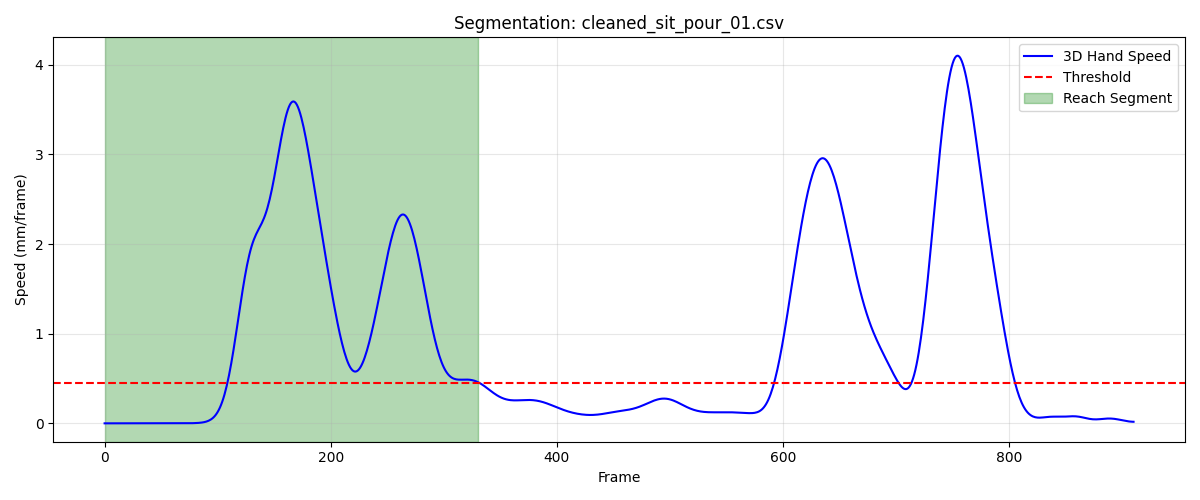 Segmentation: cleaned_sit_pour_01.csv
3D Hand Speed
Threshold
Reach Segment
Speed (mm/frame)
4
3
2
1
0
0 200 400 600 800
Frame